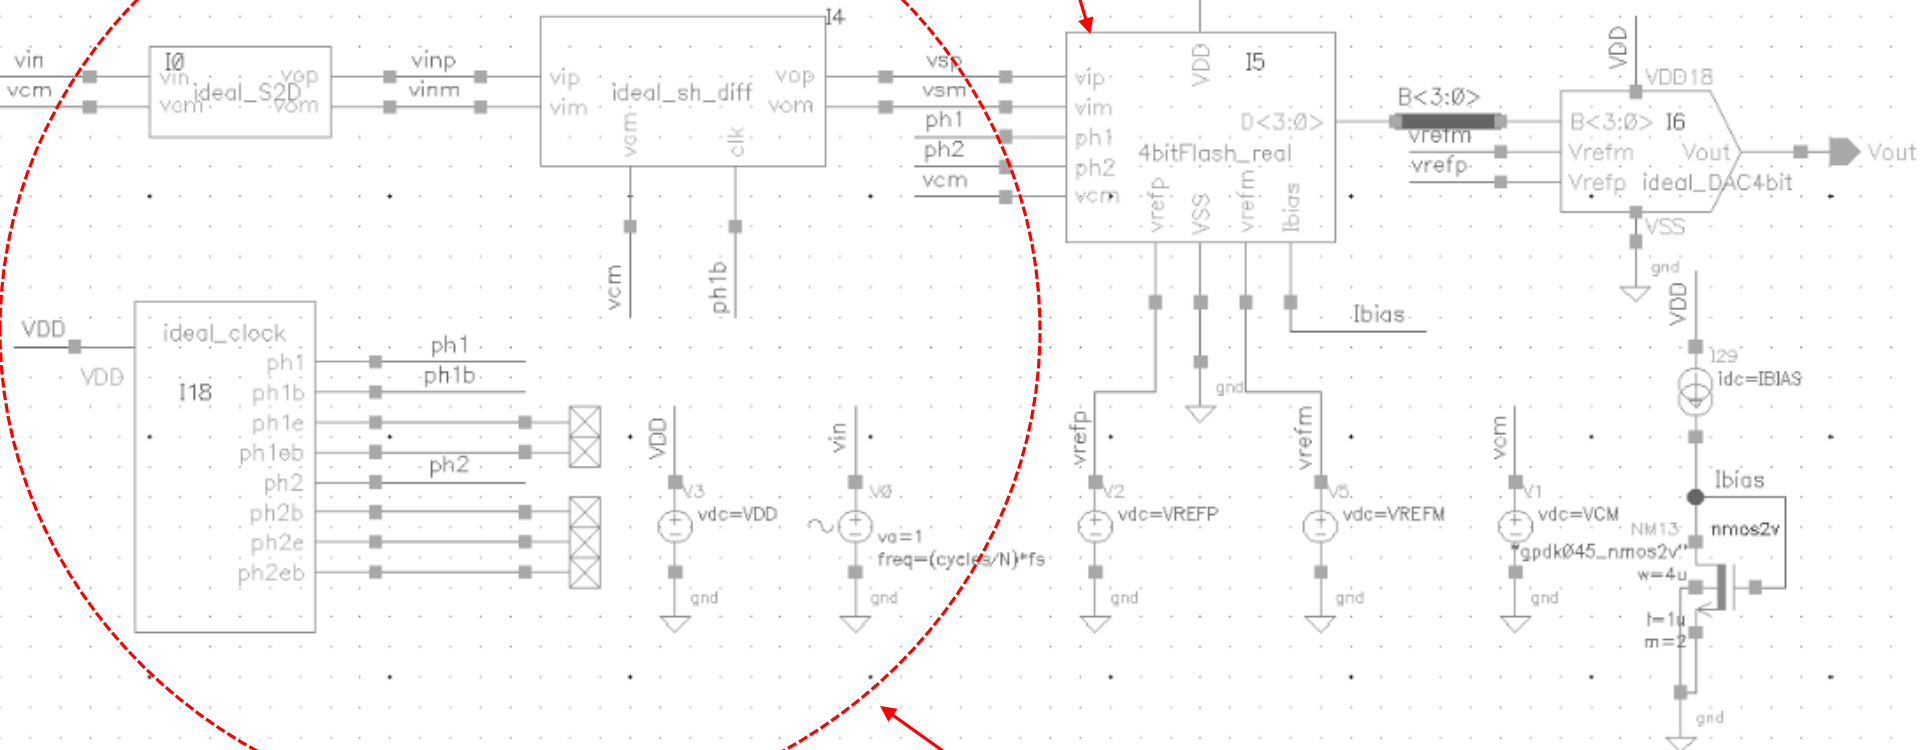 vin
vcm
I0
vin
vcm
ideal_S2D
vop
vom
vinp
vinm
I4
vip
vim
ideal_sh_diff
vop
vom
vcm
clk
vcm
ph1b
vsp
vsm
ph1
ph2
vcm
I5
VDD
vip
vim
ph1
ph2
vcm
D<3:0>
4bitFlash_real
vrefp
VSS
vrefm
Ibias
B<3:0>
vrefm
vrefp
VDD
VDD18
B<3:0>
I6
Vrefm
Vout
Vrefp
ideal_DAC4bit
VSS
gnd
Vout
VDD
VDD
ideal_clock
I18
ph1
ph1b
ph1e
ph1eb
ph2
ph2b
ph2e
ph2eb
ph1
ph1b
ph2
VDD
V3
vdc=VDD
gnd
vin
V0
va=1
freq=(cycles/N)*fs
gnd
gnd
Ibias
vrefp
V2
vdc=VREFP
gnd
vrefm
V5
vdc=VREFM
gnd
vcm
V1
vdc=VCM
gnd
VDD
I29
idc=IBIAS
Ibias
NM13
nmos2v
"gpdk045_nmos2v"
w=4u
l=1u
m=2
gnd